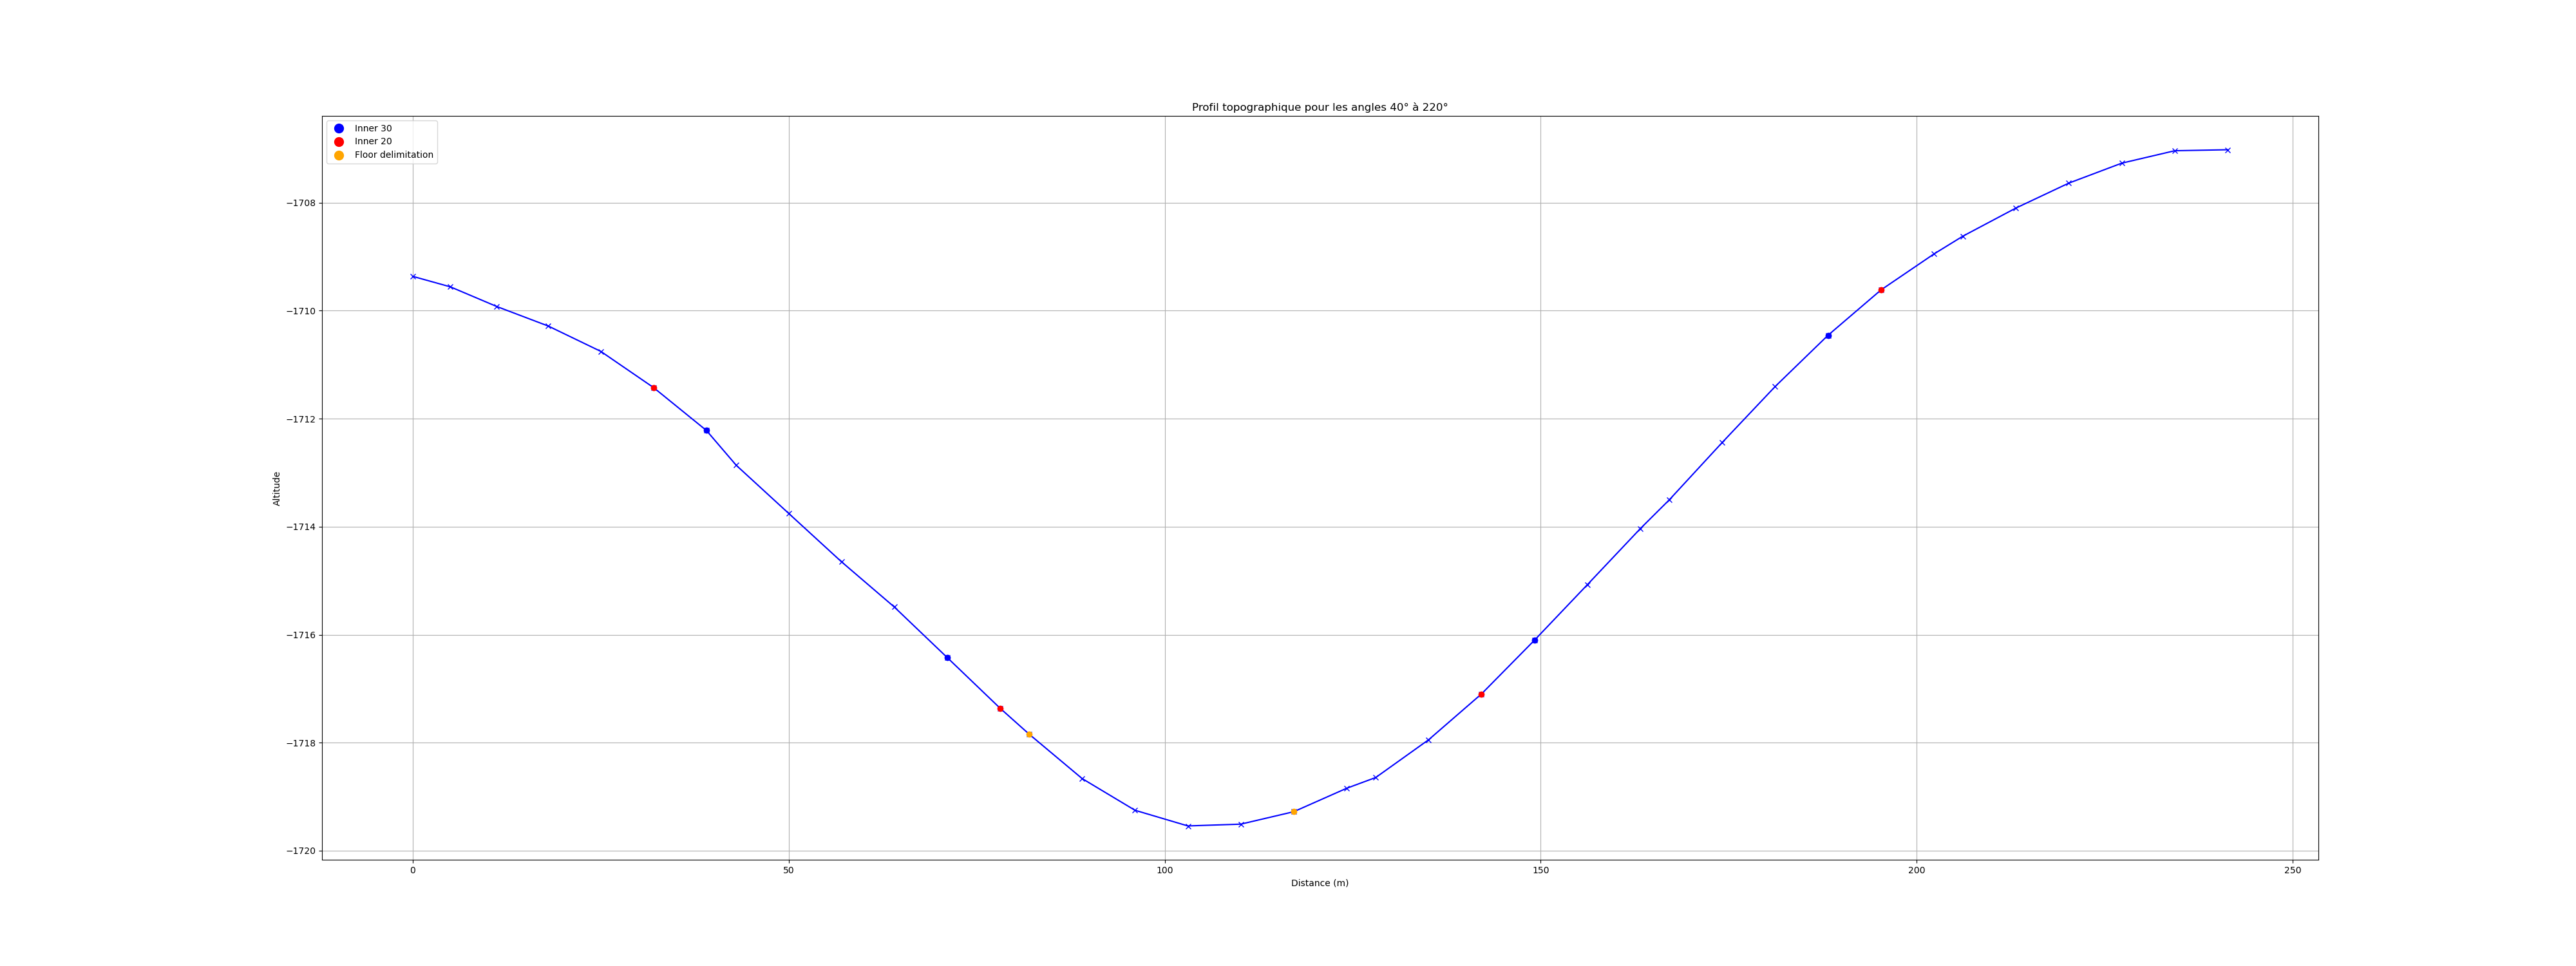 Profil topographique pour les angles 40° à 220°
Inner 30
Inner 20
Floor delimitation
Altitude
−1708
−1710
−1712
−1714
−1716
−1718
−1720
0 50 100 150 200 250
Distance (m)